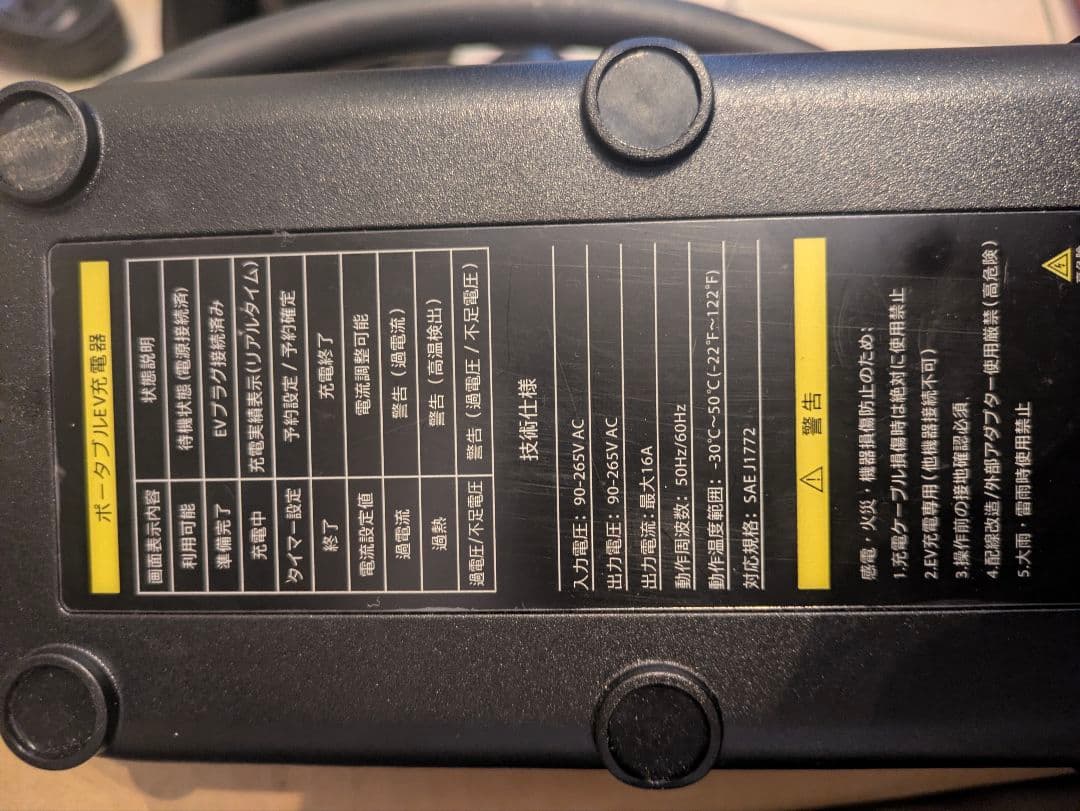 ポータブルEV充電器
画面表示内容 状態説明
利用可能 待機状態(電源接続済)
準備完了 EVプラグ接続済み
充電中 充電実績表示(リアルタイム)
タイマー設定 予約設定 / 予約確定
終了 充電終了
電流設定値 電流調整可能
過電流 警告 (過電流)
過熱 警告 (高温検出)
過電圧/不足電圧 警告 (過電圧 / 不足電圧)
技術仕様
入力電圧: 90-265V AC
出力電圧: 90-265V AC
出力電流: 最大16A
動作周波数: 50Hz/60Hz
動作温度範囲: -30℃~50℃(-22°F~122°F)
対応規格: SAE J1772
警告
感電・火災・機器損傷防止のため:
1.充電ケーブル損傷時は絶対に使用禁止
2.EV充電専用(他機器接続不可)
3.操作前の接地確認必須
4.配線改造/外部アダプター使用厳禁(高危険)
5.大雨・雷雨時使用禁止